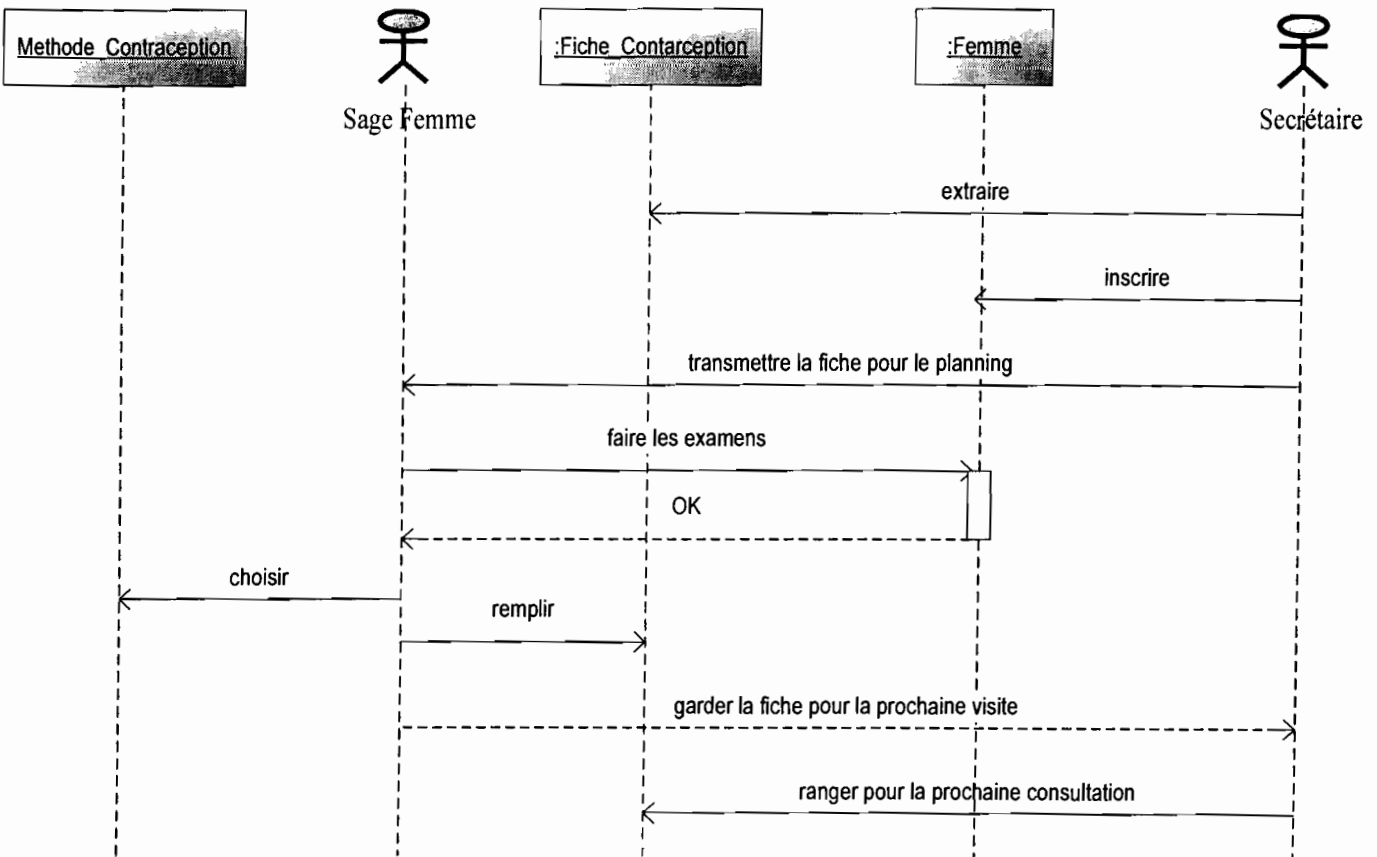 Methode_Contraception
:Fiche_Contarception
:Femme
Sage Femme
Secrétaire
extraire
inscrire
transmettre la fiche pour le planning
faire les examens
OK
choisir
remplir
garder la fiche pour la prochaine visite
ranger pour la prochaine consultation